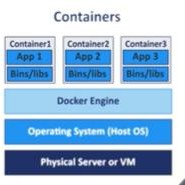 Containers
Container1 Container2 Container3
App 1 App 2 App 3
Bins/libs Bins/libs Bins/libs
Docker Engine
Operating System (Host OS)
Physical Server or VM